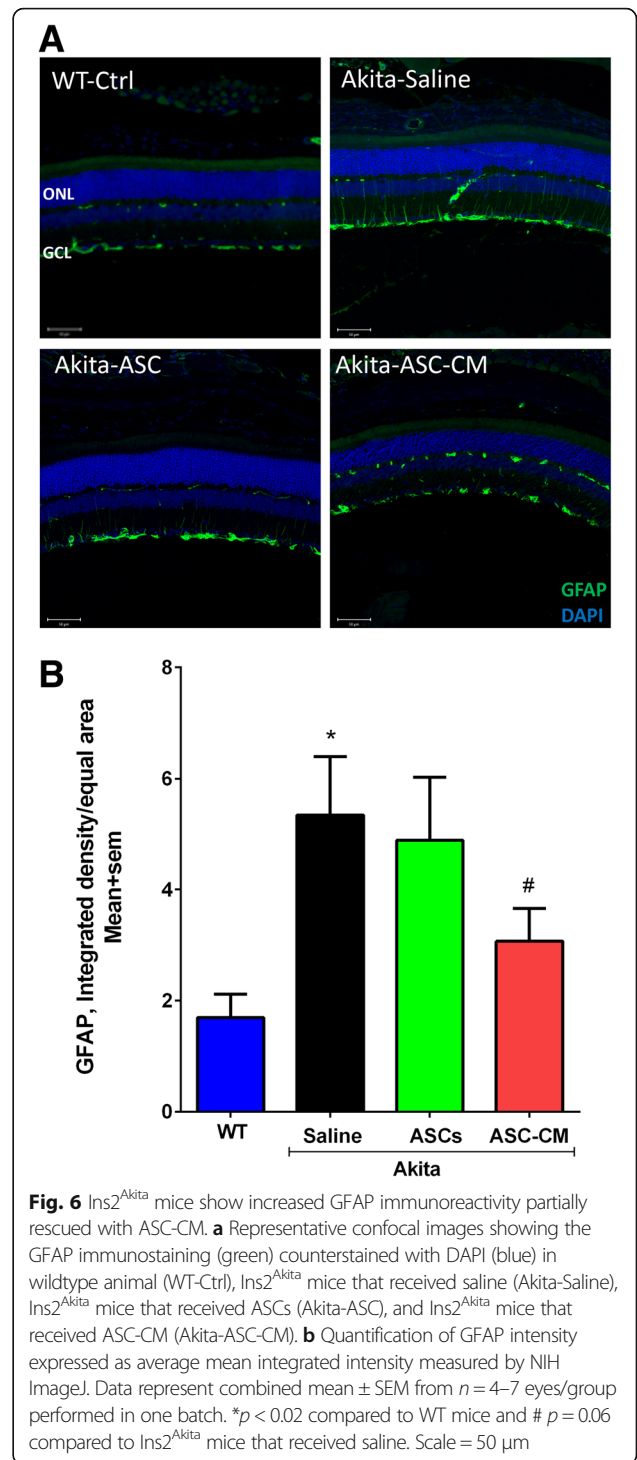 A
WT-Ctrl
Akita-Saline
ONL
GCL
Akita-ASC
Akita-ASC-CM
50 µm
50 µm
GFAP
DAPI
B
GFAP, Integrated density/equal area
Mean+sem
8
6
4
2
0
*
#
WT
Saline
ASCs
ASC-CM
Akita
Fig. 6 Ins2Akita mice show increased GFAP immunoreactivity partially
rescued with ASC-CM. a Representative confocal images showing the
GFAP immunostaining (green) counterstained with DAPI (blue) in
wildtype animal (WT-Ctrl), Ins2Akita mice that received saline (Akita-Saline),
Ins2Akita mice that received ASCs (Akita-ASC), and Ins2Akita mice that
received ASC-CM (Akita-ASC-CM). b Quantification of GFAP intensity
expressed as average mean integrated intensity measured by NIH
ImageJ. Data represent combined mean ± SEM from n = 4–7 eyes/group
performed in one batch. *p < 0.02 compared to WT mice and # p = 0.06
compared to Ins2Akita mice that received saline. Scale = 50 μm